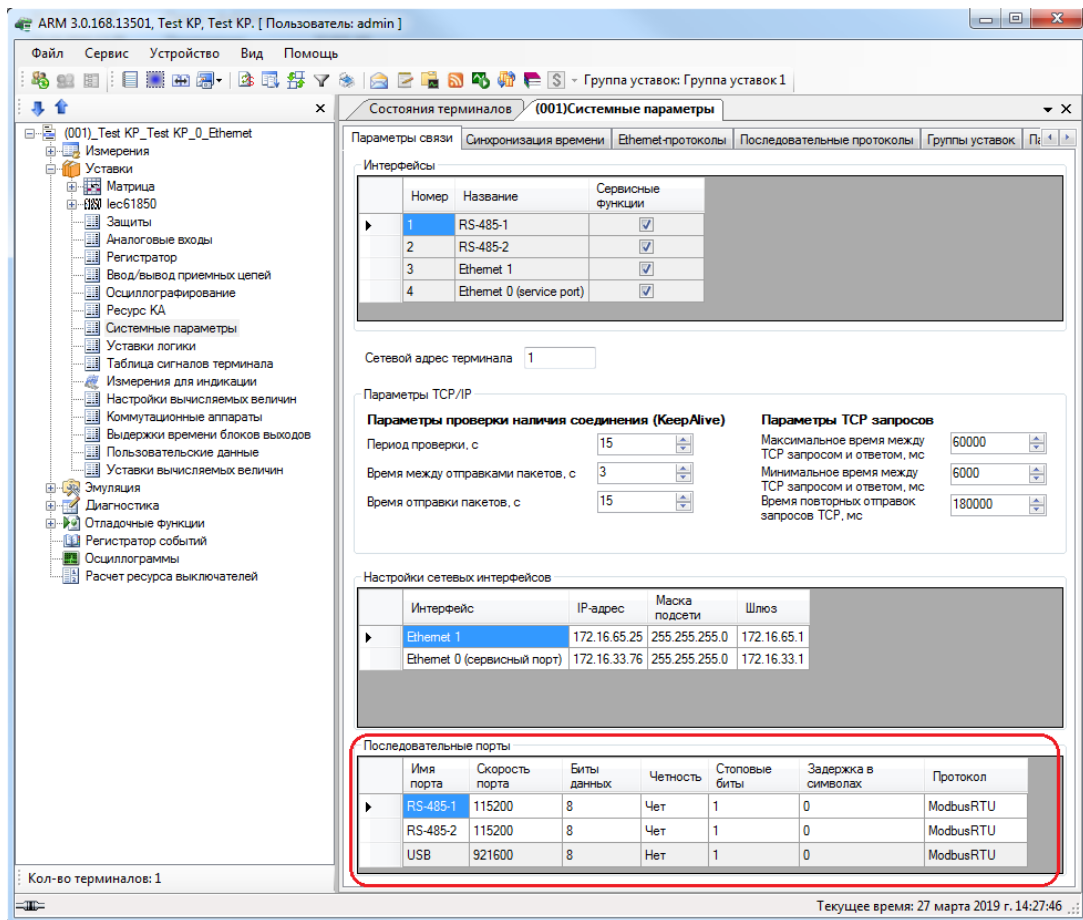 ARM 3.0.168.13501, Test KP, Test KP. [ Пользователь: admin ]
Файл Сервис Устройство Вид Помощь
S Группа уставок: Группа уставок 1
Состояния терминалов (001)Системные параметры
(001)_Test KP_Test KP_0_Ethernet
Измерения
Уставки
Матрица
Iec61850
Защиты
Аналоговые входы
Регистратор
Ввод/вывод приемных цепей
Осциллографирование
Ресурс КА
Системные параметры
Уставки логики
Таблица сигналов терминала
Измерения для индикации
Настройки вычисляемых величин
Коммутационные аппараты
Выдержки времени блоков выходов
Пользовательские данные
Уставки вычисляемых величин
Эмуляция
Диагностика
Отладочные функции
Регистратор событий
Осциллограммы
Расчет ресурса выключателей
Кол-во терминалов: 1
Параметры связи Синхронизация времени Ethernet-протоколы Последовательные протоколы Группы уставок
Интерфейсы
Номер Название Сервисные функции
1 RS-485-1
2 RS-485-2
3 Ethernet 1
4 Ethernet 0 (service port)
Сетевой адрес терминала 1
Параметры TCP/IP
Параметры проверки наличия соединения (KeepAlive)
Период проверки, с 15
Время между отправками пакетов, с 3
Время отправки пакетов, с 15
Параметры TCP запросов
Максимальное время между
TCP запросом и ответом, мс 60000
Минимальное время между
TCP запросом и ответом, мс 6000
Время повторных отправок
запросов TCP, мс 180000
Настройки сетевых интерфейсов
Интерфейс IP-адрес Маска подсети Шлюз
Ethernet 1 172.16.65.25 255.255.255.0 172.16.65.1
Ethernet 0 (сервисный порт) 172.16.33.76 255.255.255.0 172.16.33.1
Последовательные порты
Имя порта Скорость порта Биты данных Четность Стоповые биты Задержка в символах Протокол
RS-485-1 115200 8 Чет 1 0 ModbusRTU
RS-485-2 115200 8 Чет 1 0 ModbusRTU
USB 921600 8 Нет 1 0 ModbusRTU
Текущее время: 27 марта 2019 г. 14:27:46